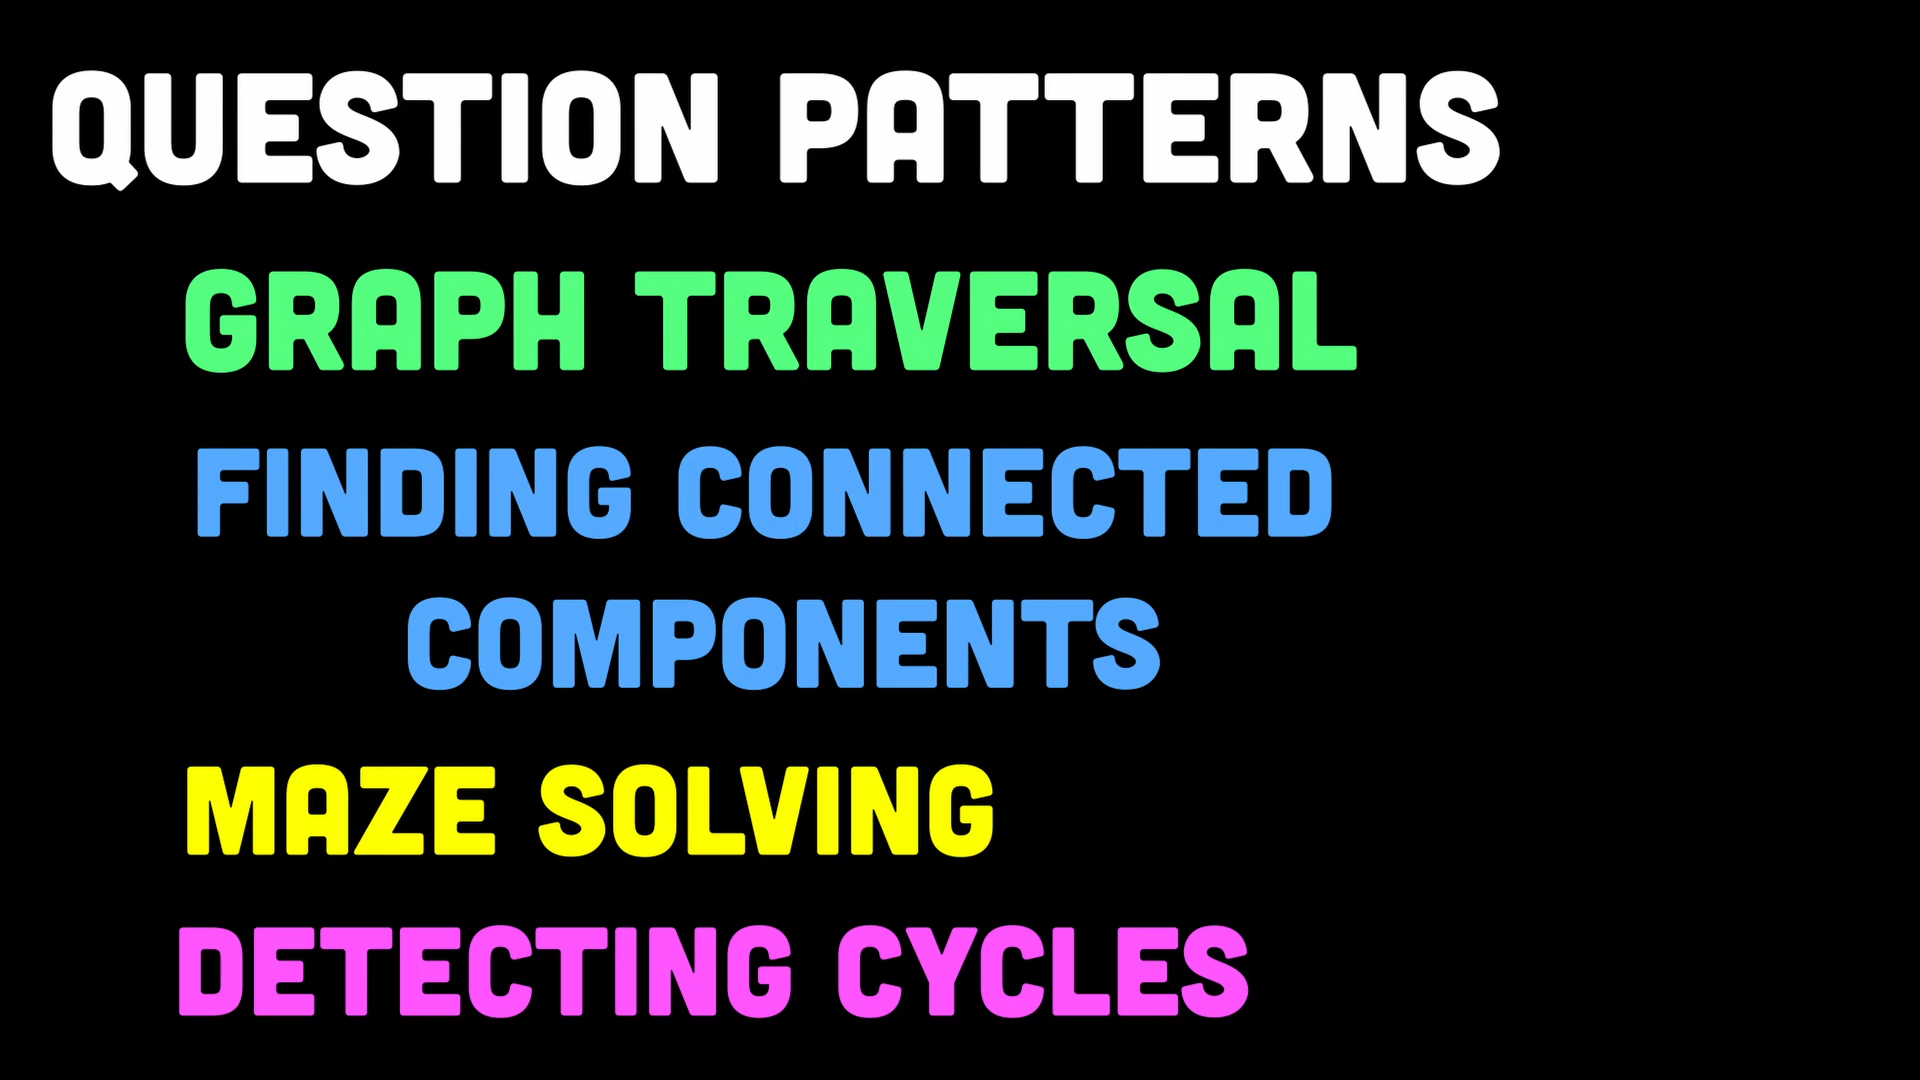 QUESTION PATTERNS
GRAPH TRAVERSAL
FINDING CONNECTED
COMPONENTS
MAZE SOLVING
DETECTING CYCLES